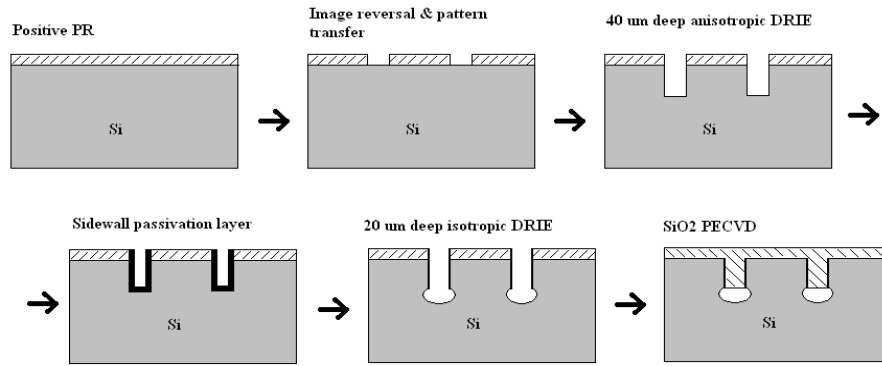 Positive PR
Image reversal & pattern
transfer
40 um deep anisotropic DRIE
Si
Si
Si
Sidewall passivation layer
20 um deep isotropic DRIE
SiO2 PECVD
Si
Si
Si